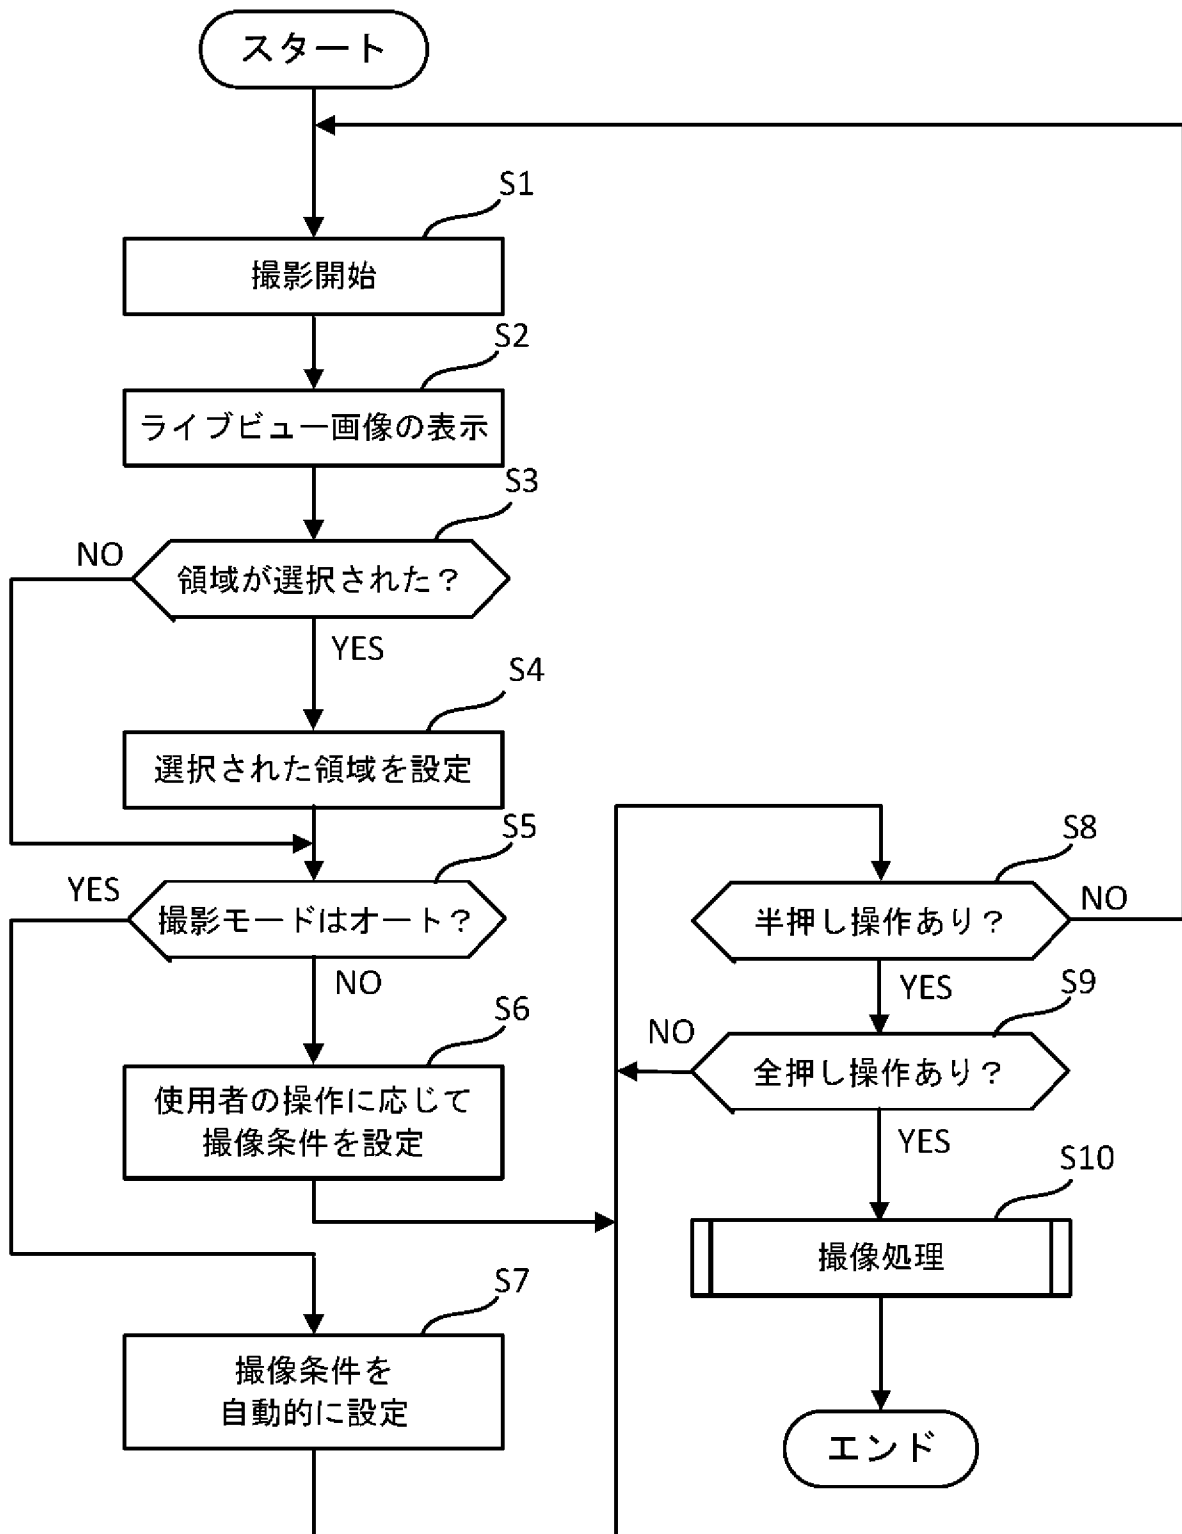 スタート
S1
撮影開始
S2
ライブビュー画像の表示
S3
NO
領域が選択された？
YES
S4
選択された領域を設定
S5
YES
撮影モードはオート？
NO
S6
使用者の操作に応じて
撮像条件を設定
S7
撮像条件を
自動的に設定
S8
半押し操作あり？
NO
YES
S9
NO
全押し操作あり？
YES
S10
撮像処理
エンド